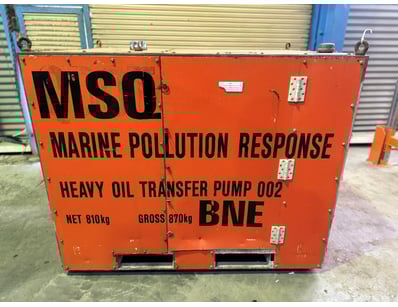 MSQ
MARINE POLLUTION RESPONSE
HEAVY OIL TRANSFER PUMP 002
NET 810kg GROSS 870kg BNE